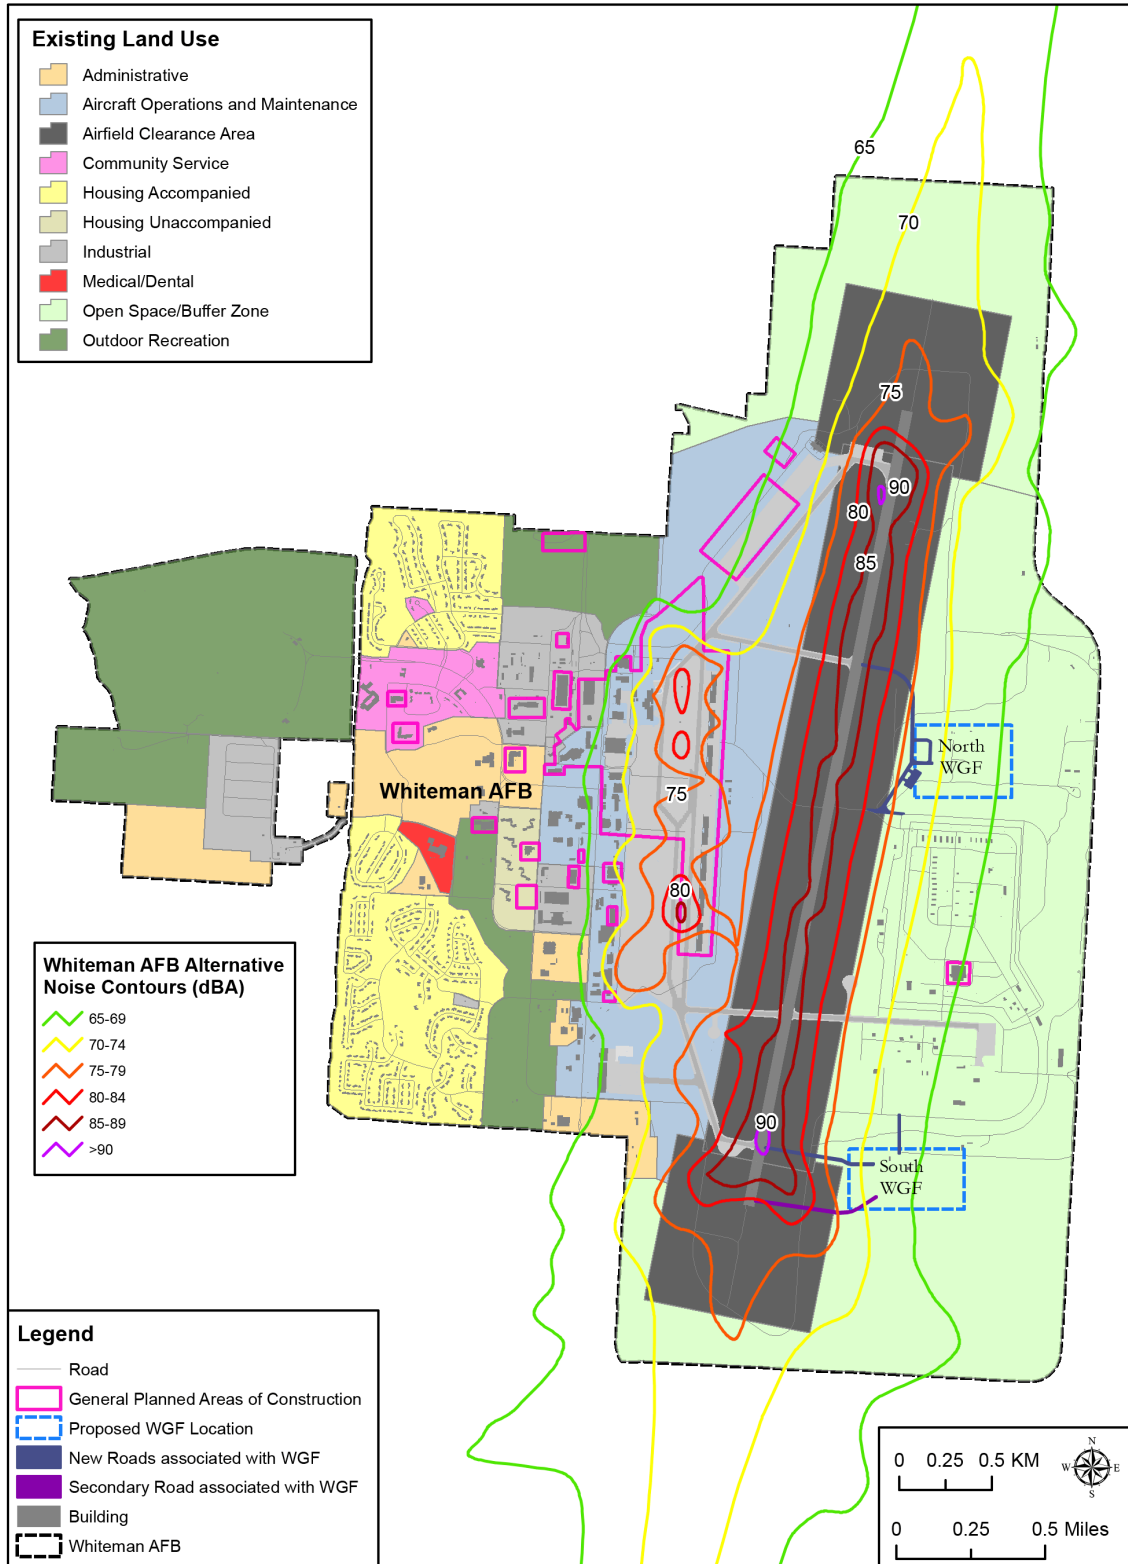 Existing Land Use
Administrative
Aircraft Operations and Maintenance
Airfield Clearance Area
Community Service
Housing Accompanied
Housing Unaccompanied
Industrial
Medical/Dental
Open Space/Buffer Zone
Outdoor Recreation
65
70
75
90
80
85
North
WGF
75
Whiteman AFB
80
90
South
WGF
Whiteman AFB Alternative
Noise Contours (dBA)
65-69
70-74
75-79
80-84
85-89
>90
Legend
Road
General Planned Areas of Construction
Proposed WGF Location
New Roads associated with WGF
Secondary Road associated with WGF
Building
Whiteman AFB
0 0.25 0.5 KM
N
W E
S
0 0.25 0.5 Miles